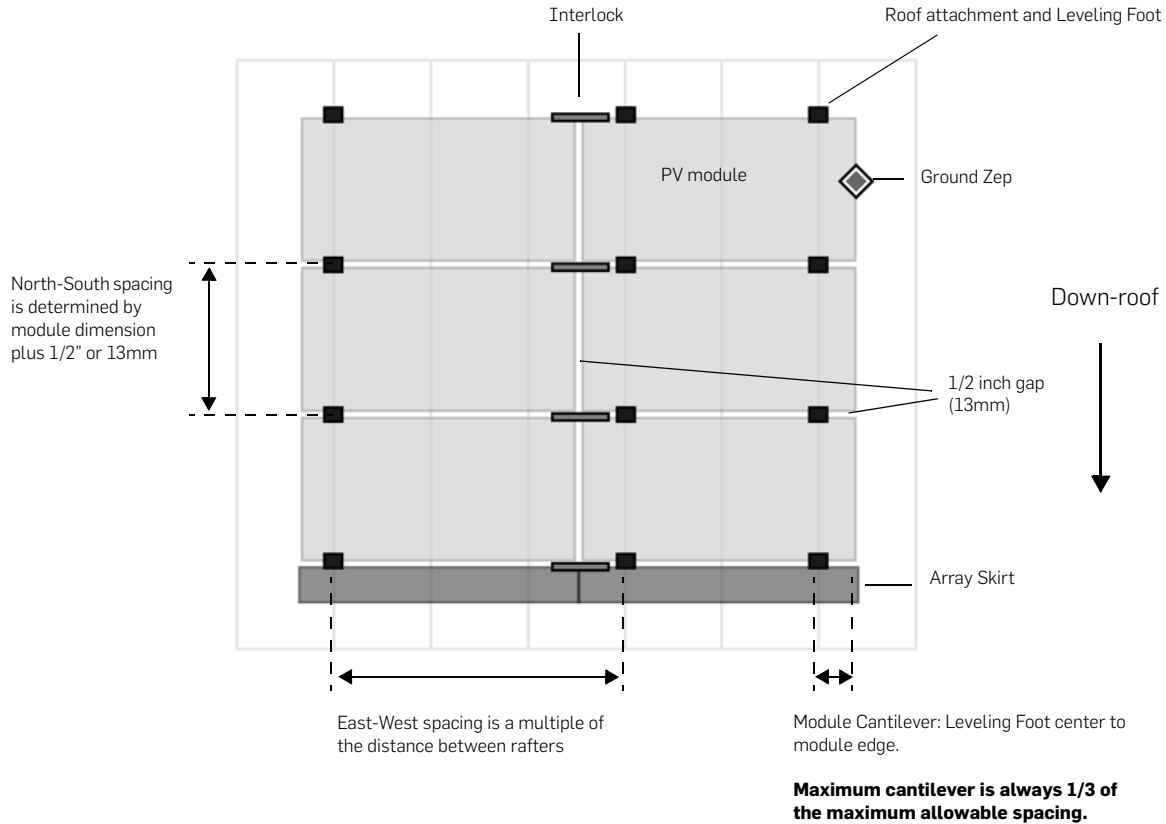 Interlock
Roof attachment and Leveling Foot
PV module
Ground Zep
North-South spacing
is determined by
module dimension
plus 1/2” or 13mm
Down-roof
1/2 inch gap
(13mm)
Array Skirt
East-West spacing is a multiple of
the distance between rafters
Module Cantilever: Leveling Foot center to
module edge.
Maximum cantilever is always 1/3 of
the maximum allowable spacing.